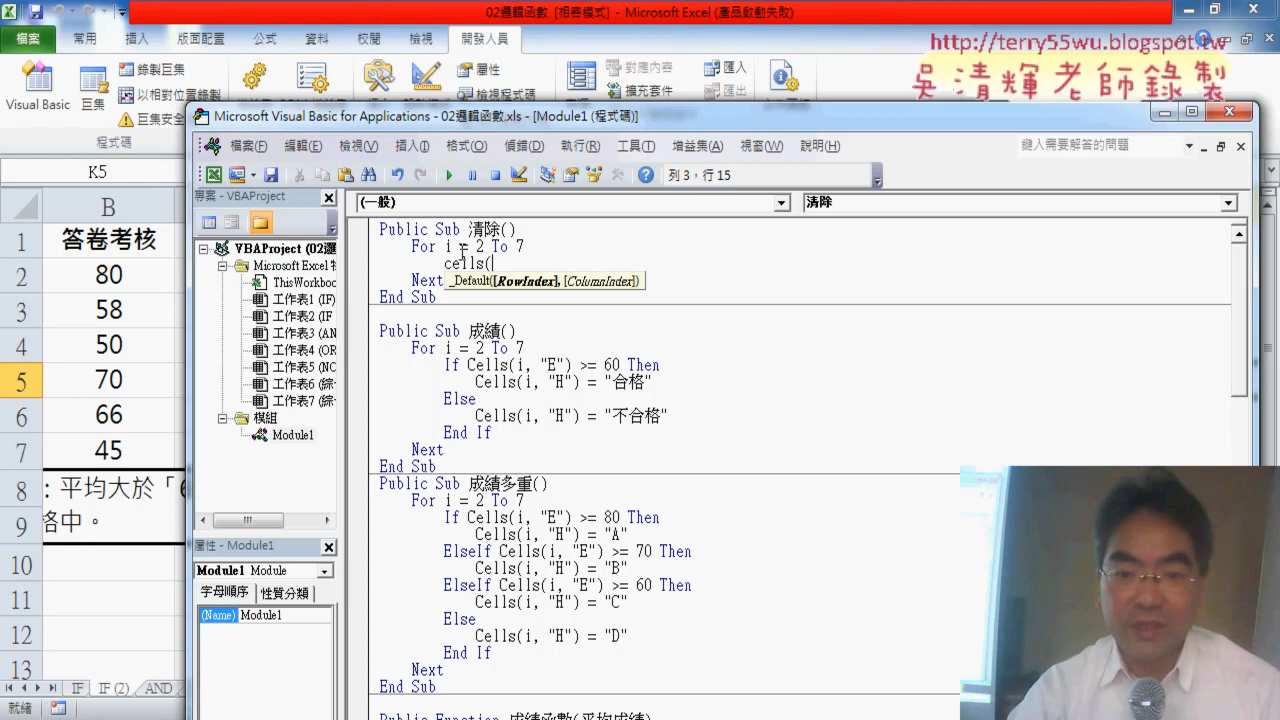 02邏輯函數 [相容模式] - Microsoft Excel (產品啟動失敗)
檔案 常用 插入 版面配置 公式 資料 校閱 檢視 開發人員
http://terry55wu.blogspot.tw
吳清輝老師錄製
Visual Basic 巨集 錄製巨集 以相對位置錄製 巨集安全
程式碼
屬性 檢視程式碼
對應內容 擴充套件 匯入 匯出
Microsoft Visual Basic for Applications - 02邏輯函數.xls - [Module1 (程式碼)]
檔案(F) 編輯(E) 檢視(V) 插入(I) 格式(O) 偵錯(D) 執行(R) 工具(T) 增益集(A) 視窗(W) 說明(H) 鍵入需要解答的問題
列 3，行 15
K5
專案 - VBAProject
(一般) 清除
VBAProject (02邏
Microsoft Excel
ThisWorkboo
工作表1 (IF)
工作表2 (IF
工作表3 (AN
工作表4 (OR
工作表5 (NO
工作表6 (綜
工作表7 (綜
模組
Module1
屬性 - Module1
Module1 Module
字母順序 性質分類
(Name) Module1
B
1 答卷考核
2 80
3 58
4 50
5 70
6 66
7 45
8 : 平均大於「6
9 格中。
10
11
12
13
IF IF (2) AND
就緒
Public Sub 清除()
For i = 2 To 7
cells(
Next
_Default([RowIndex], [ColumnIndex])
End Sub
Public Sub 成績()
For i = 2 To 7
If Cells(i, "E") >= 60 Then
Cells(i, "H") = "合格"
Else
Cells(i, "H") = "不合格"
End If
Next
End Sub
Public Sub 成績多重()
For i = 2 To 7
If Cells(i, "E") >= 80 Then
Cells(i, "H") = "A"
ElseIf Cells(i, "E") >= 70 Then
Cells(i, "H") = "B"
ElseIf Cells(i, "E") >= 60 Then
Cells(i, "H") = "C"
Else
Cells(i, "H") = "D"
End If
Next
End Sub
Public Function 成績函數(平均成績)